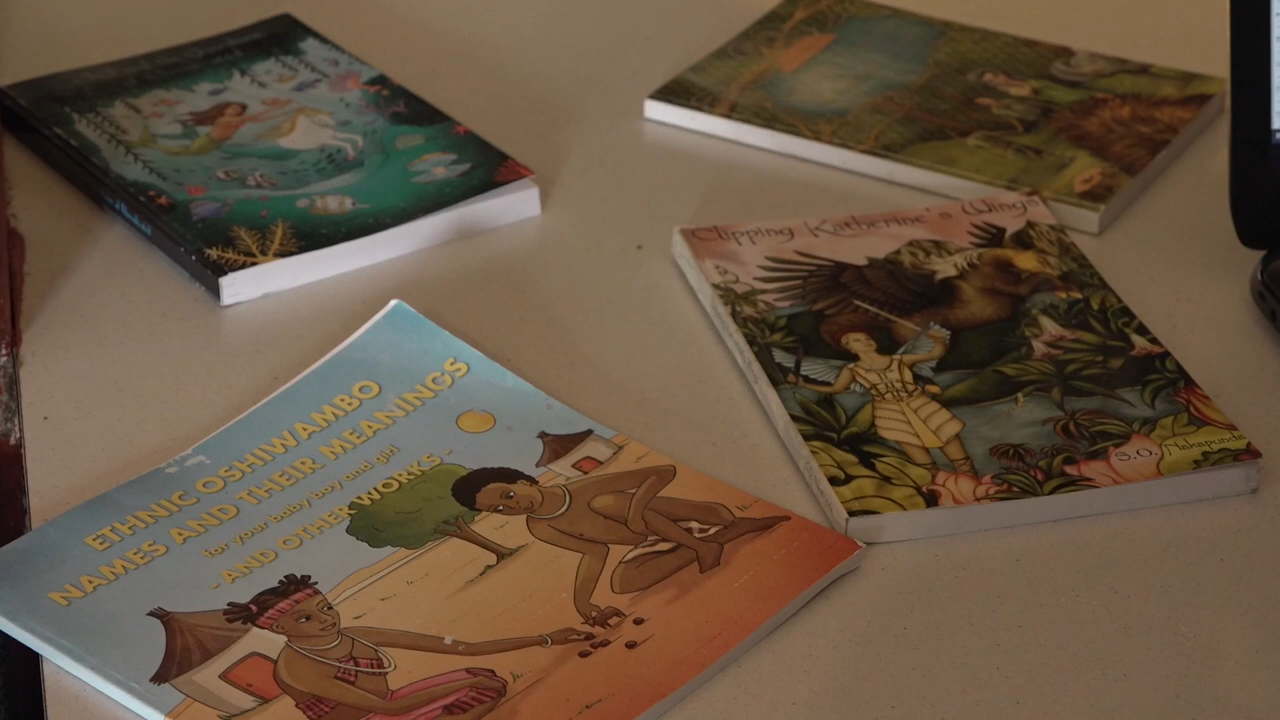 Clipping Katherine's Wings
S.O. Nakapunda
ETHNIC OSHIWAMBO
NAMES AND THEIR MEANINGS
for your baby boy and girl
- AND OTHER WORKS -